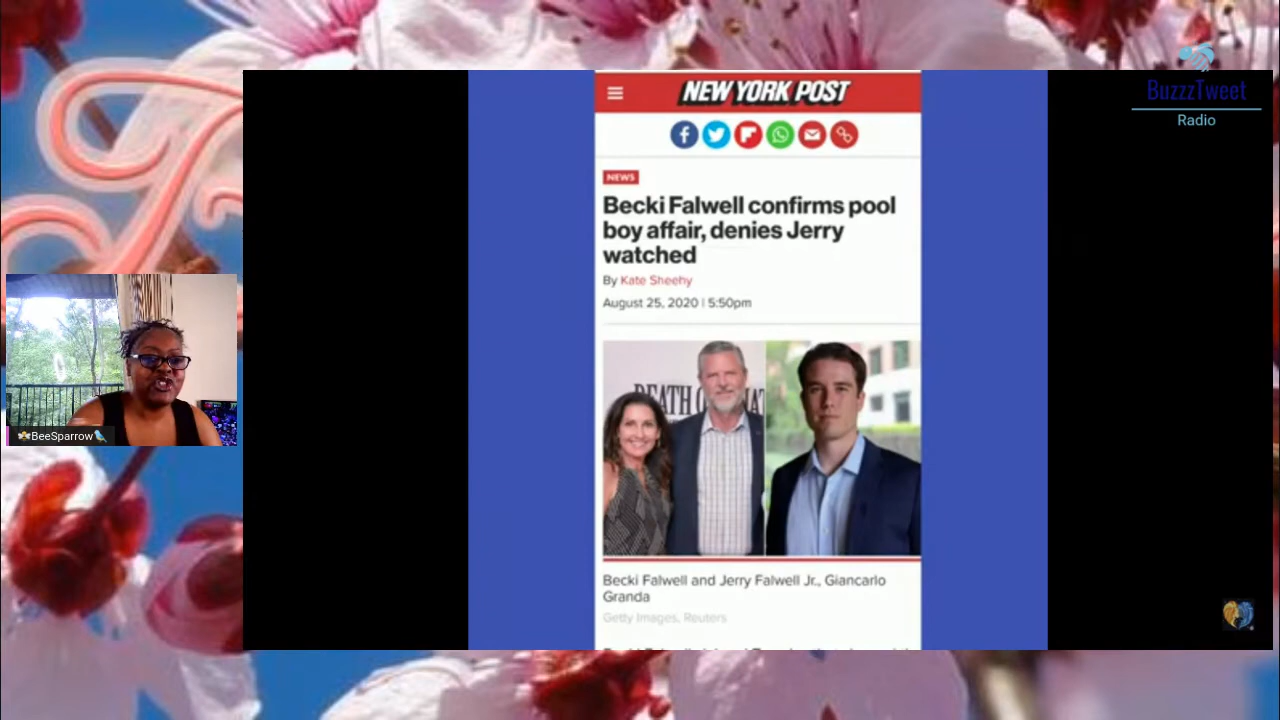 NEW YORK POST
BuzzzTweet
Radio
NEWS
Becki Falwell confirms pool
boy affair, denies Jerry
watched
By Kate Sheehy
August 25, 2020 | 5:50pm
DEATH
BeeSparrow
Becki Falwell and Jerry Falwell Jr., Giancarlo
Granda
Getty Images, Reuters